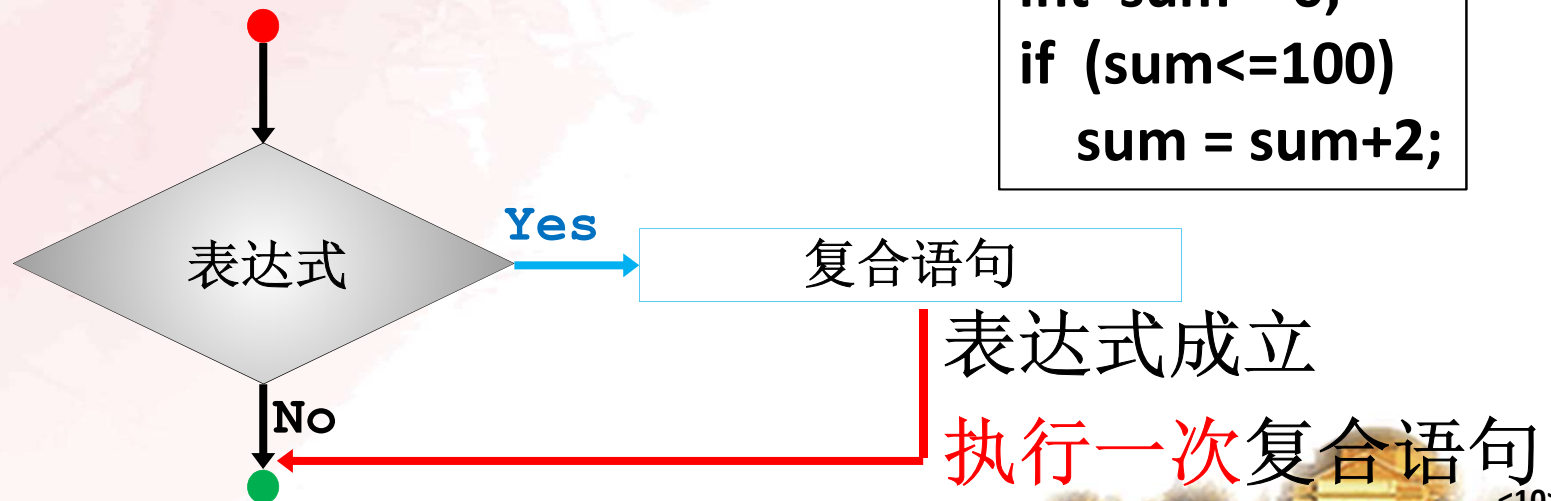 if (sum<=100)
sum = sum+2;
Yes
表达式
复合语句
表达式成立
No
执行一次复合语句